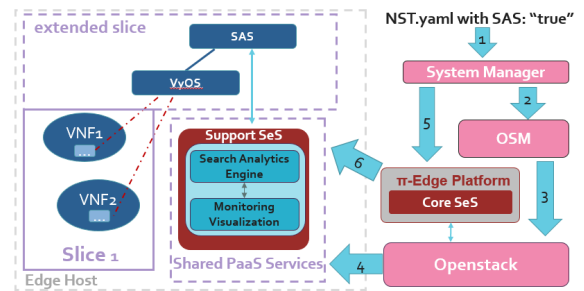 NST.yaml with SAS: “true”
extended slice
SAS
1
System Manager
VyOS
2
5
OSM
VNF1
...
Support SeS
Search Analytics
Engine
6
π-Edge Platform
3
Core SeS
VNF2
...
Monitoring
Visualization
Slice 1
Shared PaaS Services
4
Openstack
Edge Host